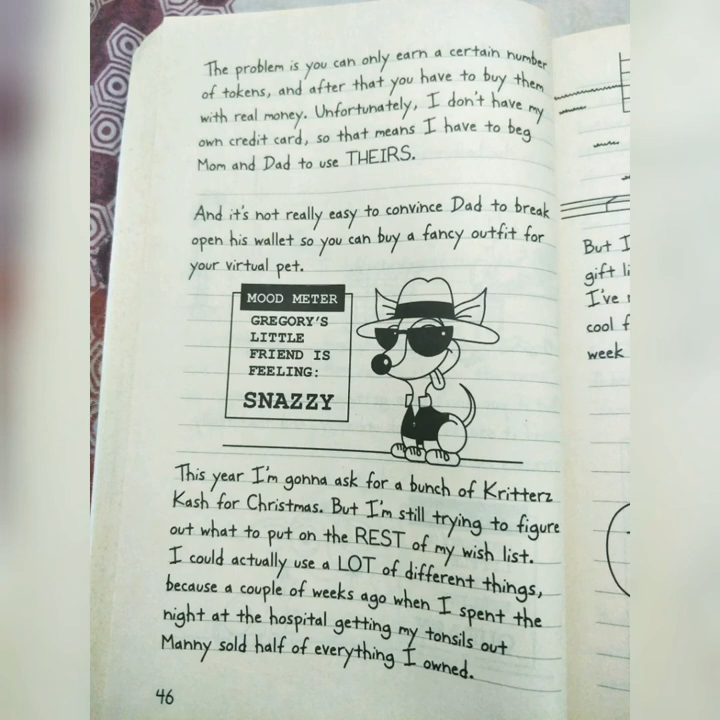 The problem is you can only earn a certain number
of tokens, and after that you have to buy them
with real money. Unfortunately, I don't have my
own credit card, so that means I have to beg
Mom and Dad to use THEIRS.
And it's not really easy to convince Dad to break
open his wallet so you can buy a fancy outfit for
your virtual pet.
MOOD METER
GREGORY'S
LITTLE
FRIEND IS
FEELING:
SNAZZY
This year I'm gonna ask for a bunch of Kritterz
Kash for Christmas. But I'm still trying to figure
out what to put on the REST of my wish list.
I could actually use a LOT of different things,
because a couple of weeks ago when I spent the
night at the hospital getting my tonsils out
Manny sold half of everything I owned.
46
But I
gift
I've
cool
week